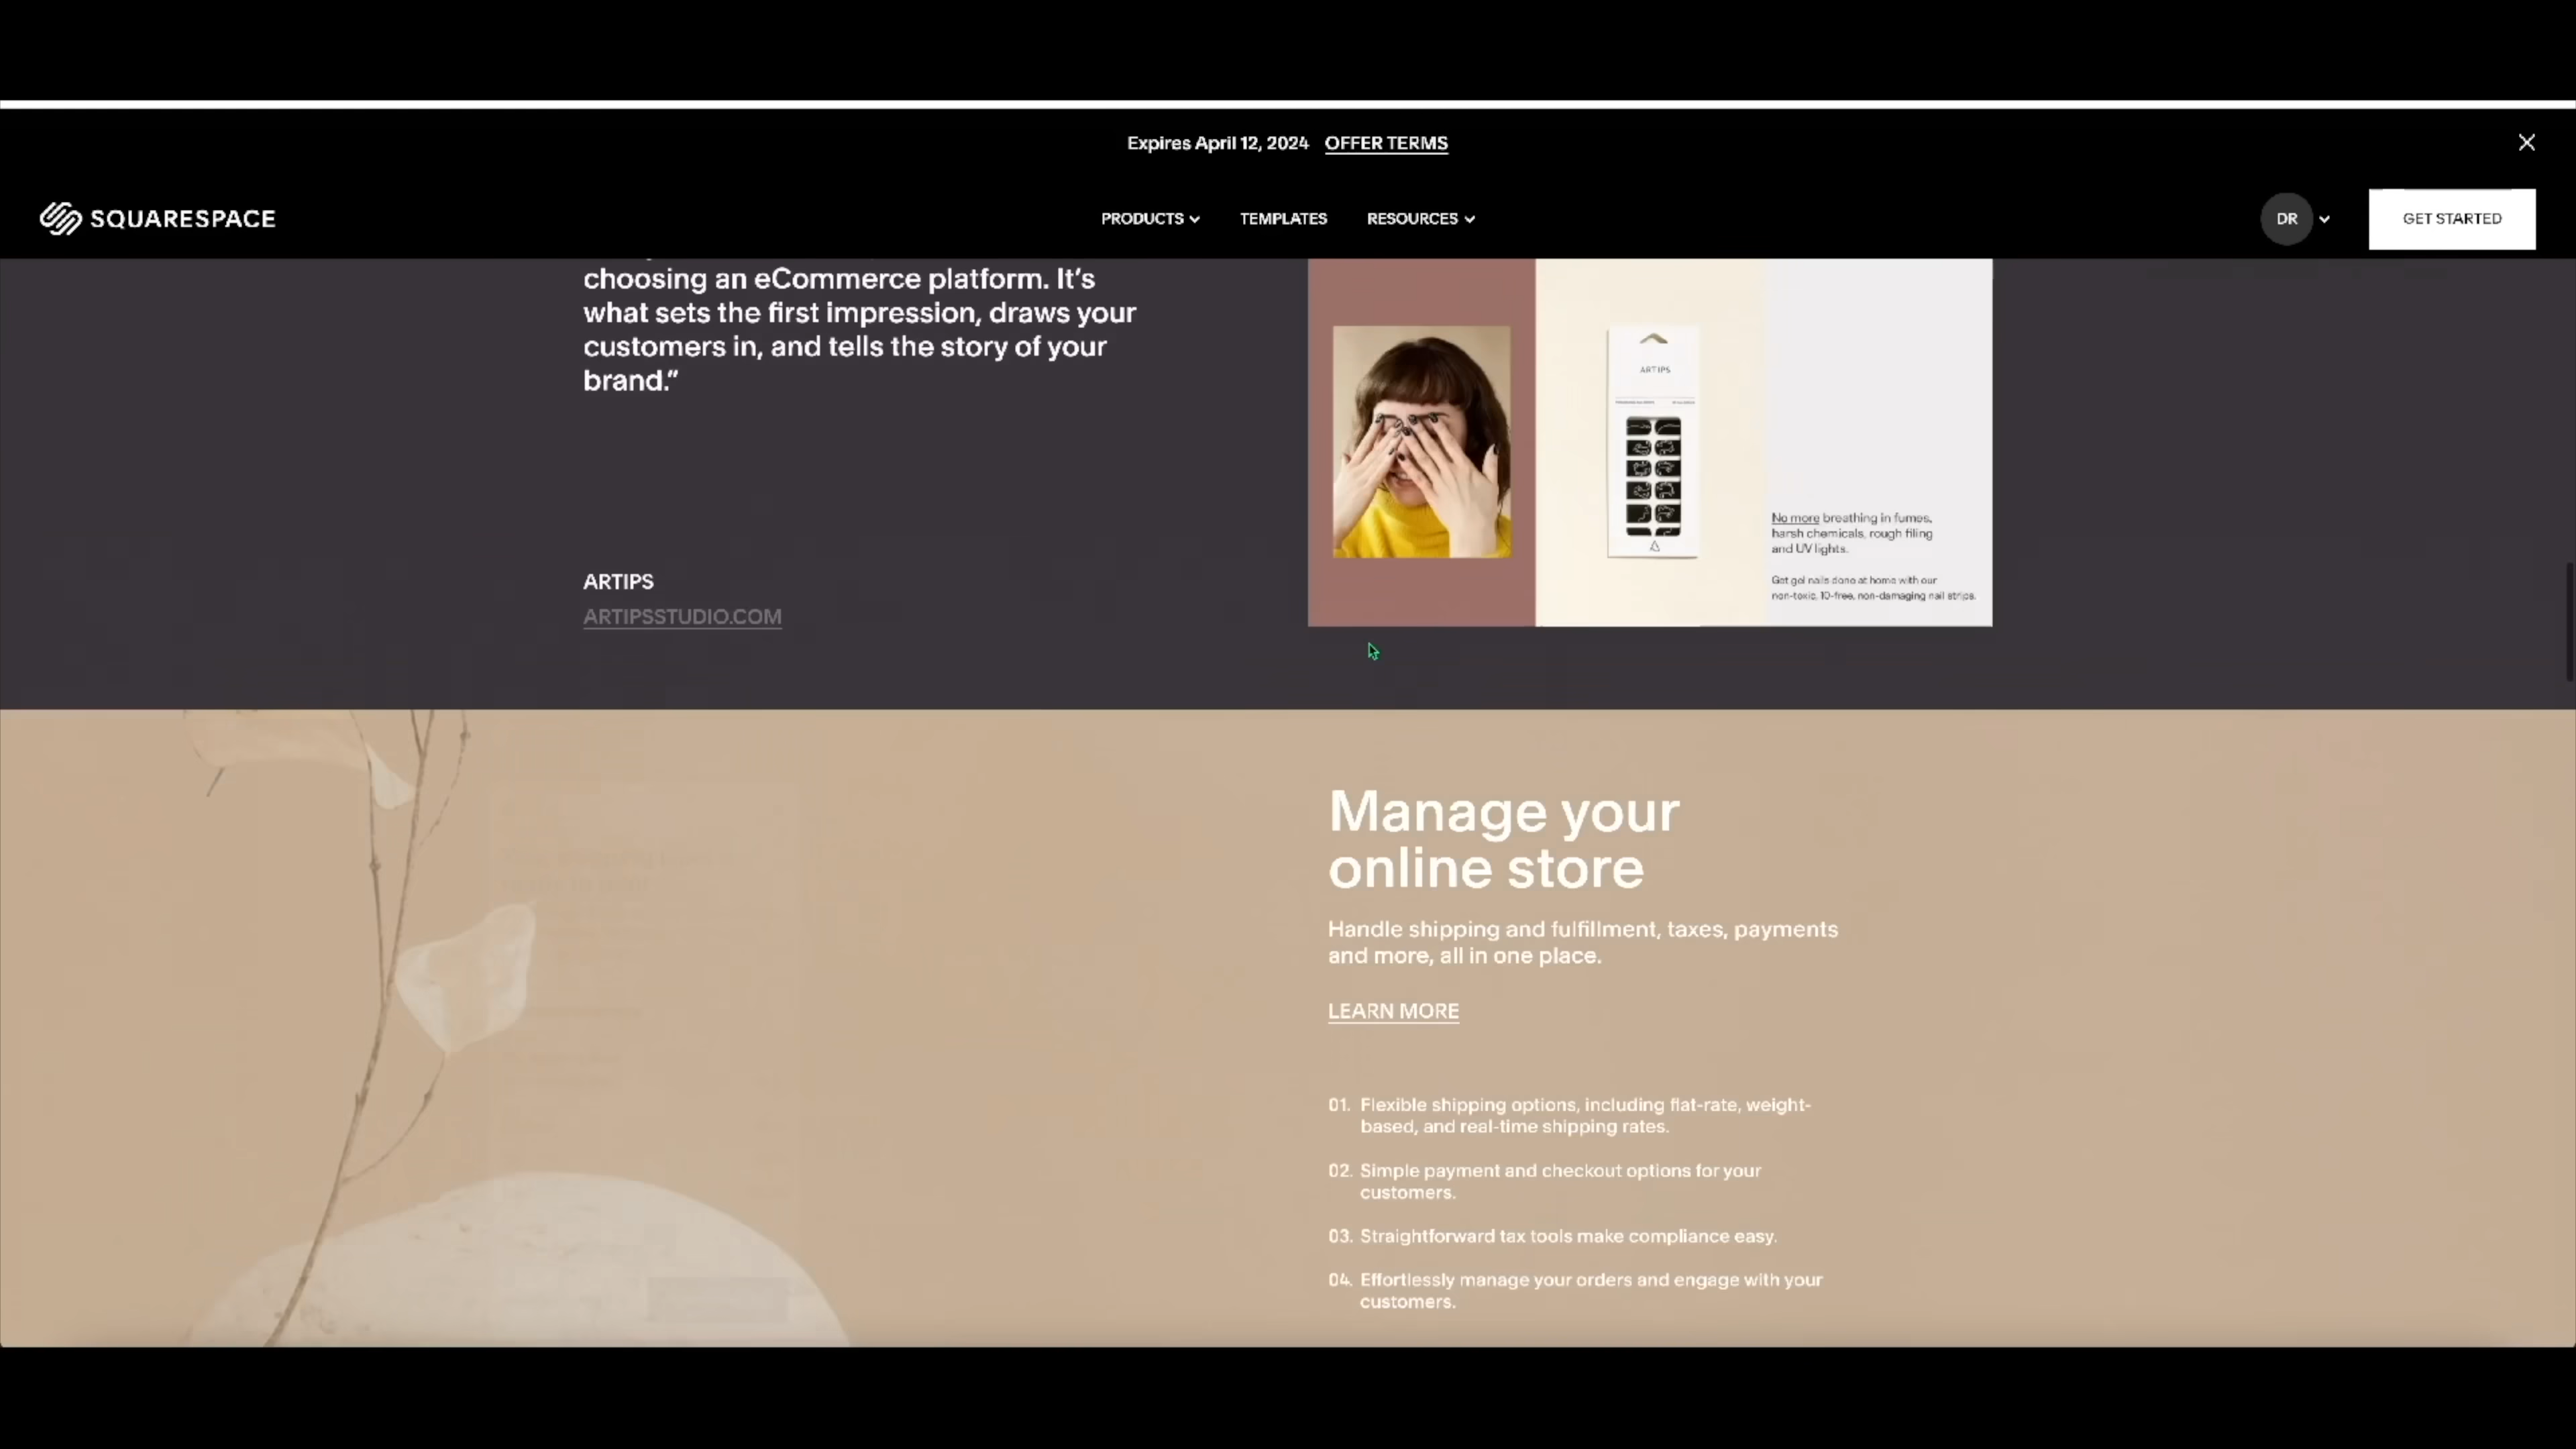 Expires April 12, 2024 OFFER TERMS
SQUARESPACE
PRODUCTS
TEMPLATES
RESOURCES
DR
GET STARTED
choosing an eCommerce platform. It’s
what sets the first impression, draws your
customers in, and tells the story of your
brand.”
ARTIPS
ARTIPSSTUDIO.COM
ARTIPS
No more breathing in fumes,
harsh chemicals, rough filing
and UV lights.
Get gel nails done at home with our
non-toxic, 10-free, non-damaging nail strips.
Manage your
online store
Handle shipping and fulfillment, taxes, payments
and more, all in one place.
LEARN MORE
01. Flexible shipping options, including flat-rate, weight-
based, and real-time shipping rates.
02. Simple payment and checkout options for your
customers.
03. Straightforward tax tools make compliance easy.
04. Effortlessly manage your orders and engage with your
customers.